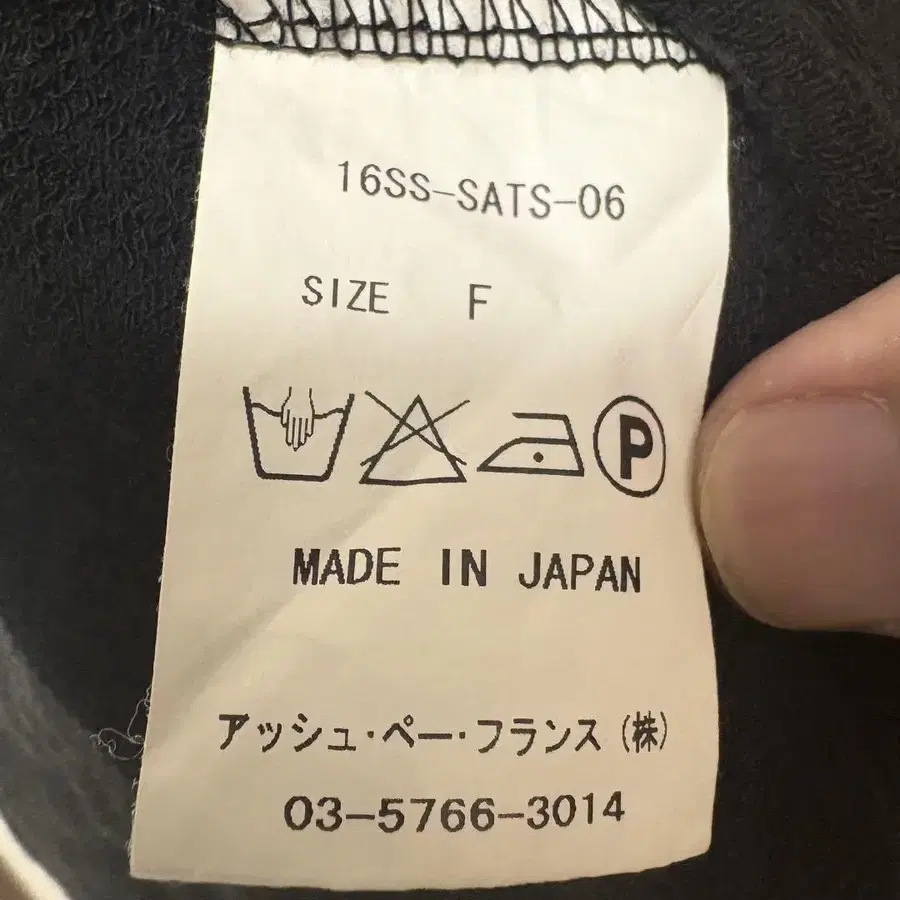 16SS-SATS-06
SIZE F
P
MADE IN JAPAN
アッシュ・ペー・フランス(株)
03-5766-3014